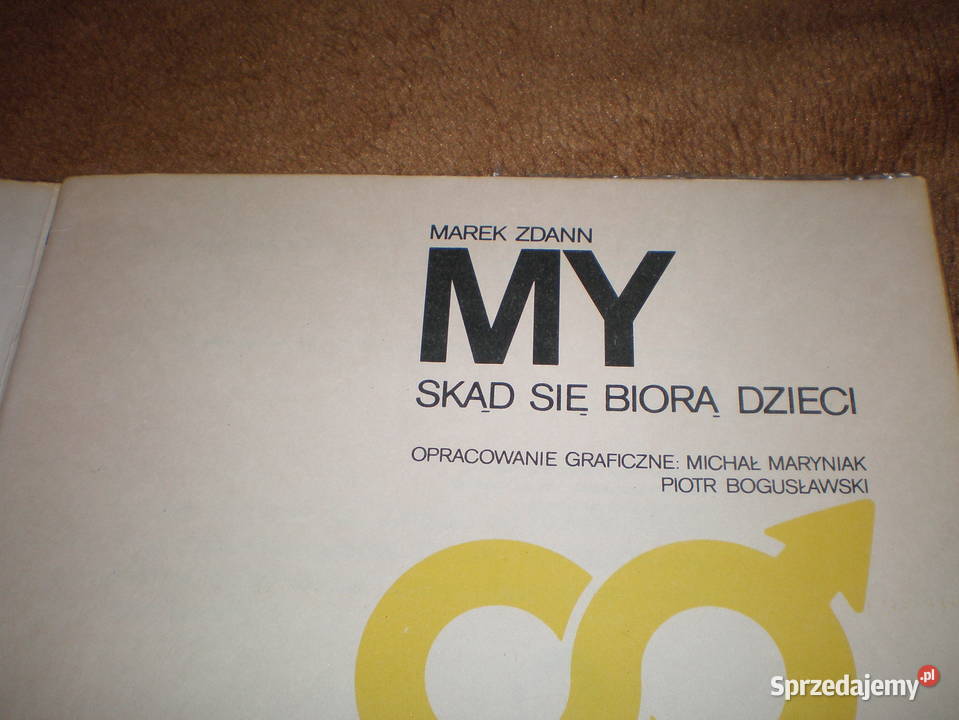 MAREK ZDANN
MY
SKĄD SIĘ BIORĄ DZIECI
OPRACOWANIE GRAFICZNE: MICHAŁ MARYNIAK
PIOTR BOGUSŁAWSKI
Sprzedajemy.pl